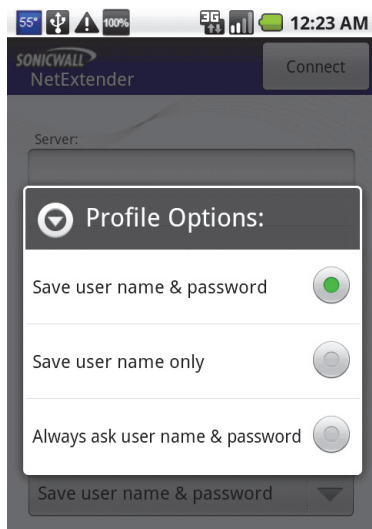 55°
100%
3G
12:23 AM
SONICWALL
NetExtender
Connect
Server:
Profile Options:
Save user name & password
Save user name only
Always ask user name & password
Save user name & password